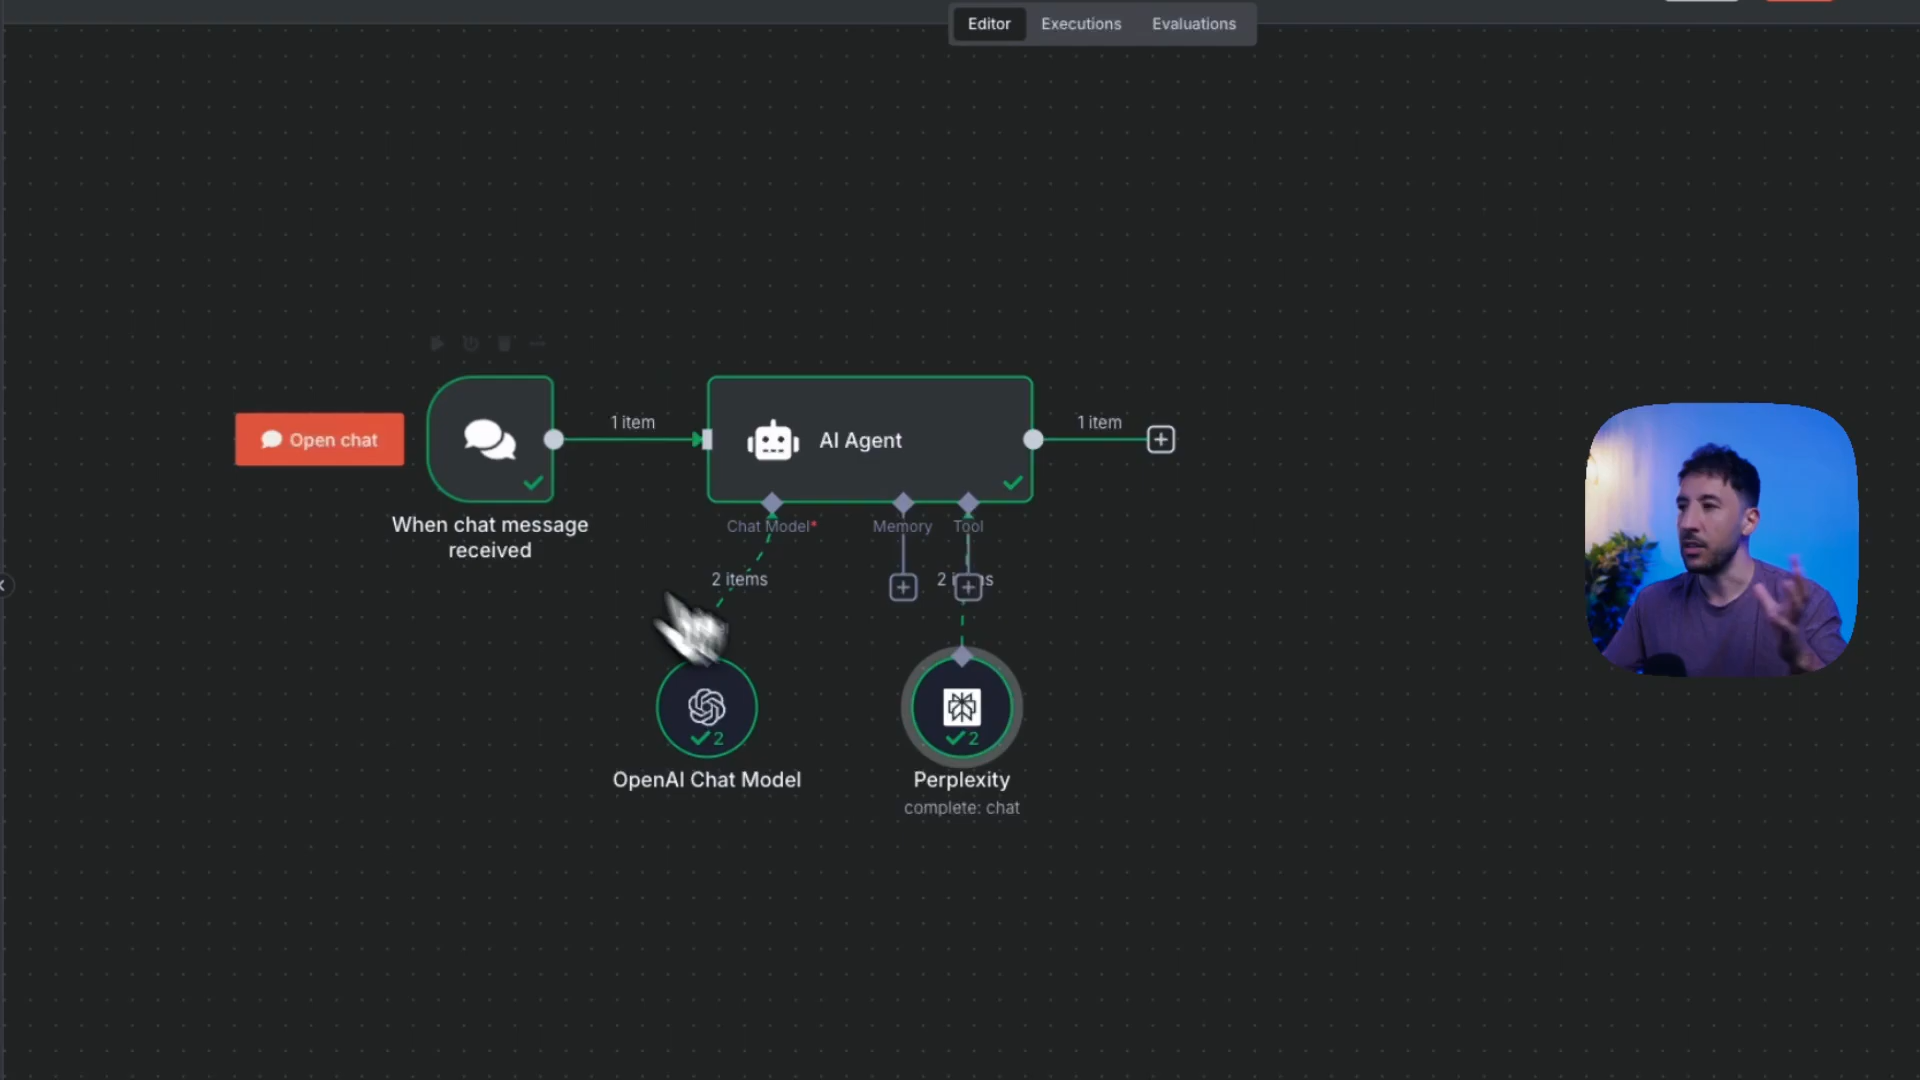 Editor Executions Evaluations
Open chat
1 item
AI Agent
1 item
When chat message
received
Chat Model*
Memory
Tool
2 items
2
2
2
OpenAI Chat Model
Perplexity
complete: chat